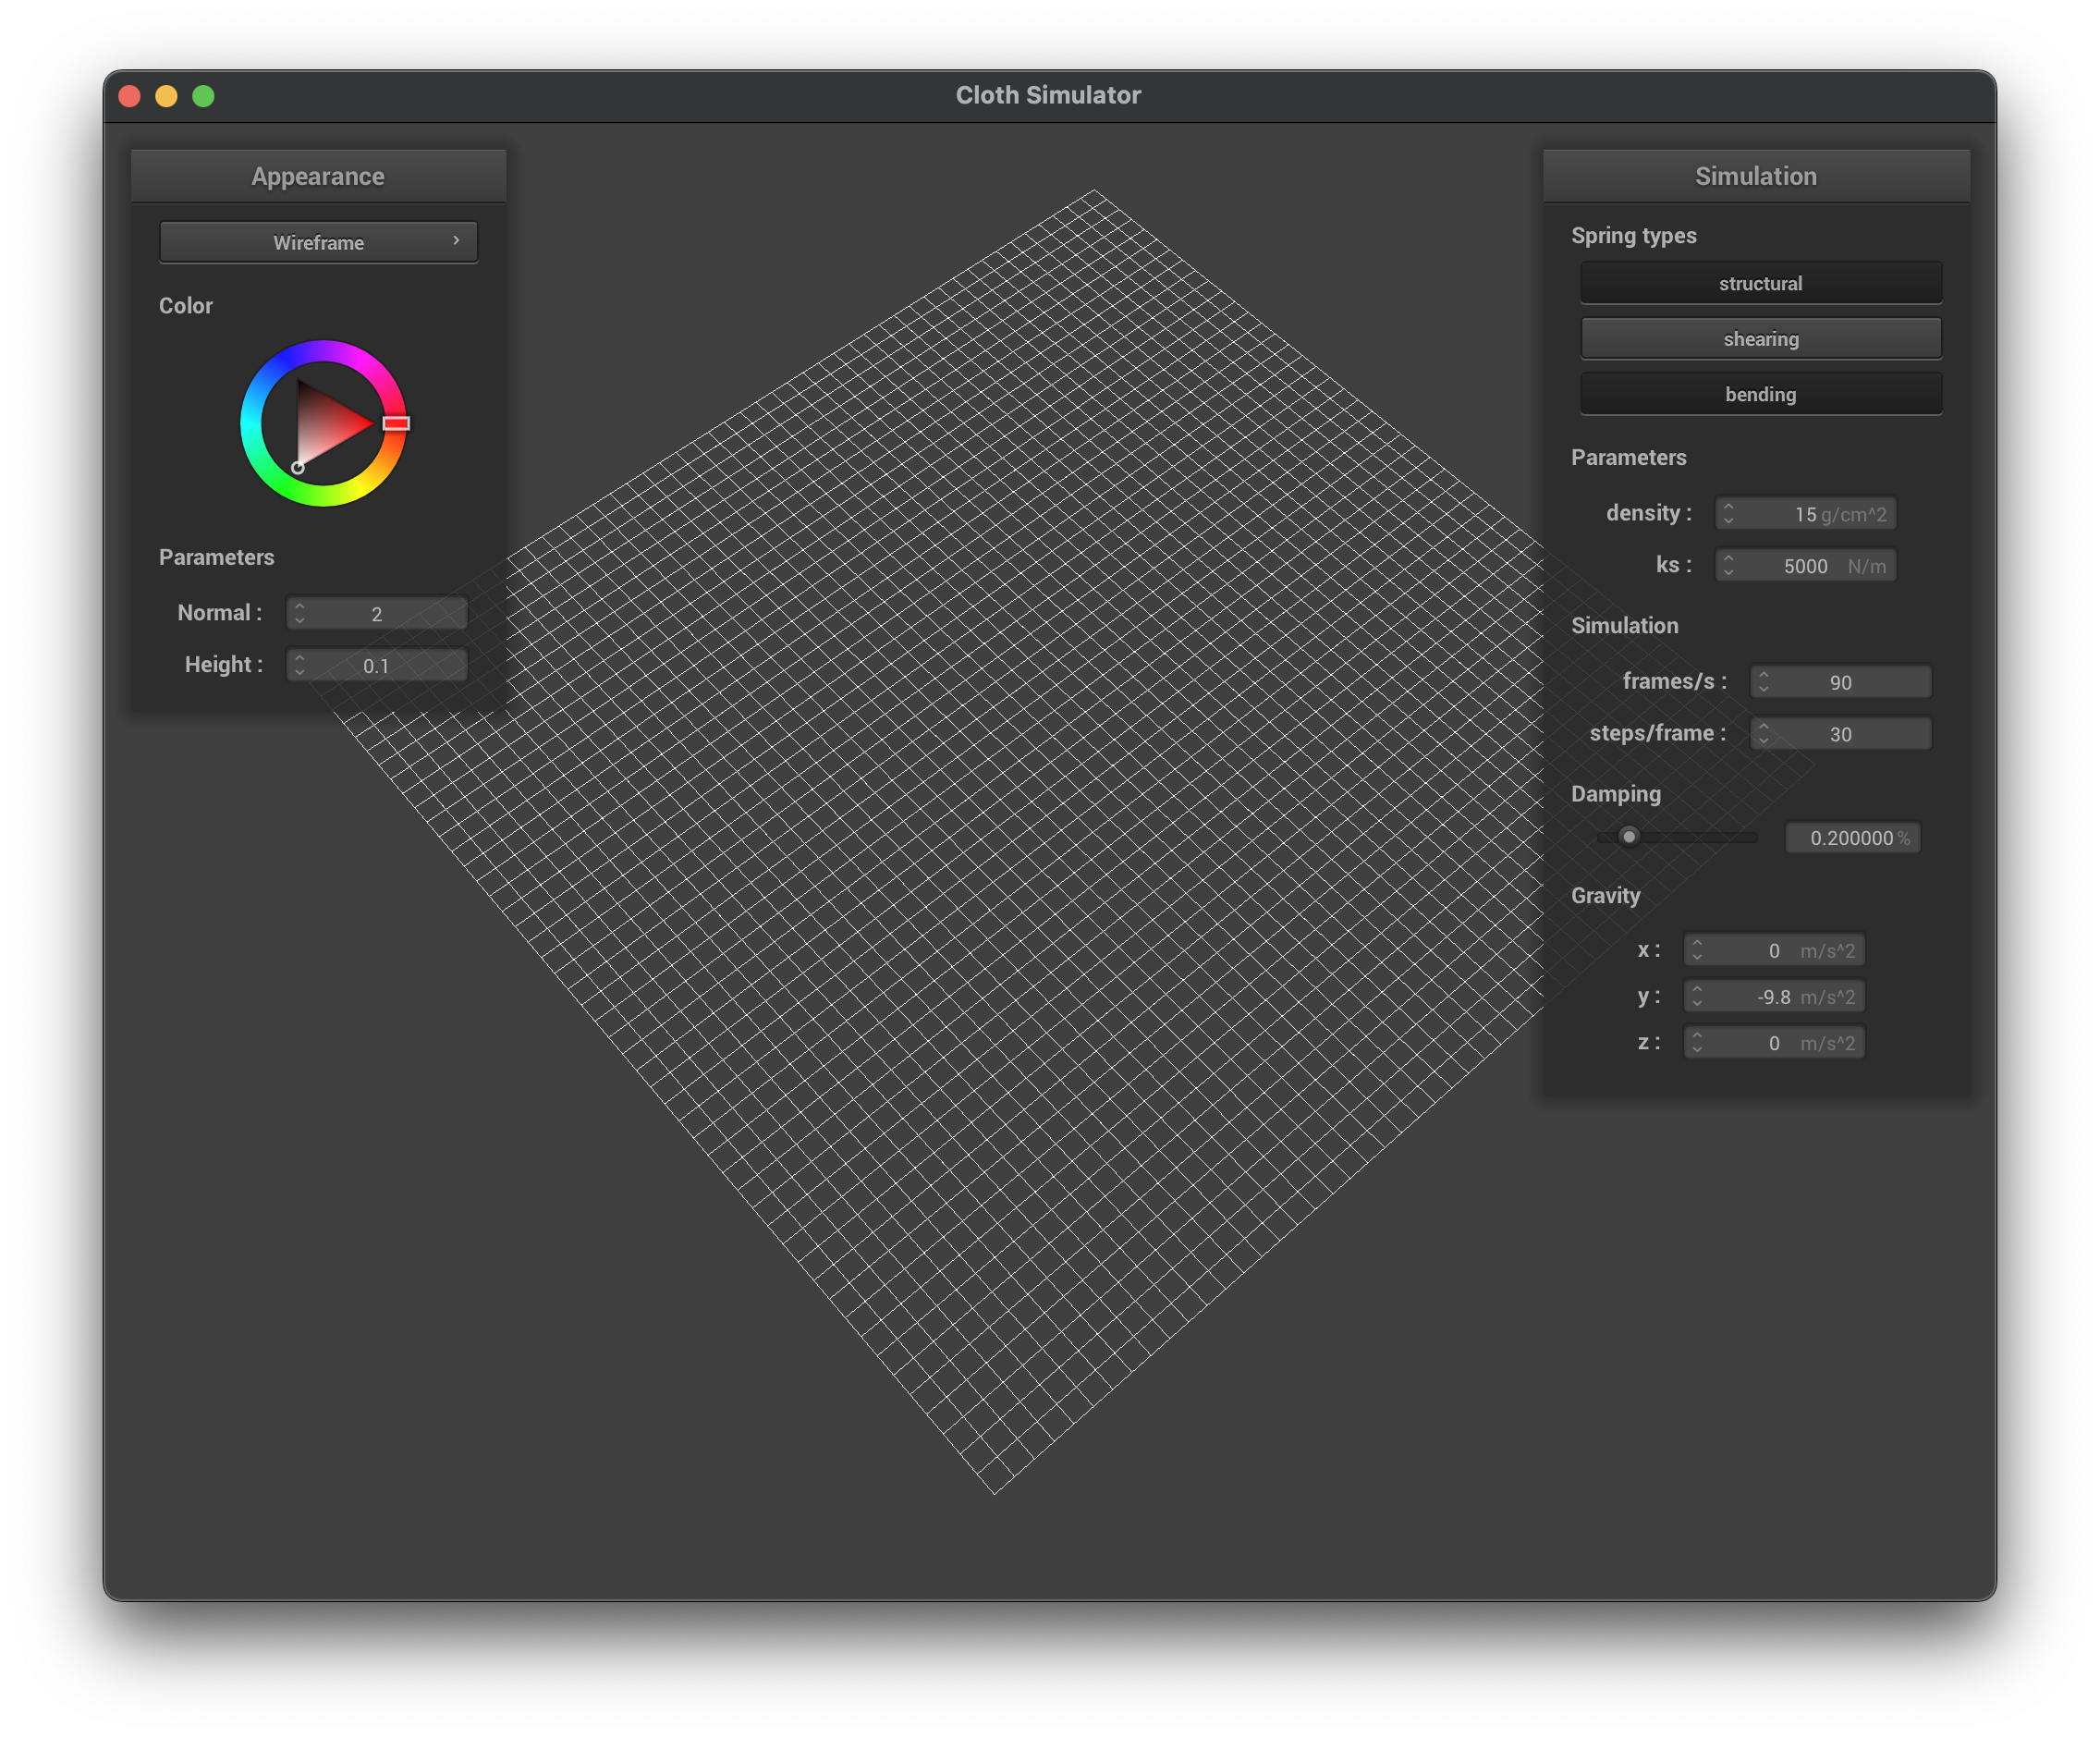 Cloth Simulator
Appearance
Wireframe
Color
Parameters
Normal : 2
Height : 0.1
Simulation
Spring types
structural
shearing
bending
Parameters
density : 15 g/cm^2
ks : 5000 N/m
Simulation
frames/s : 90
steps/frame : 30
Damping
0.200000 %
Gravity
x : 0 m/s^2
y : -9.8 m/s^2
z : 0 m/s^2